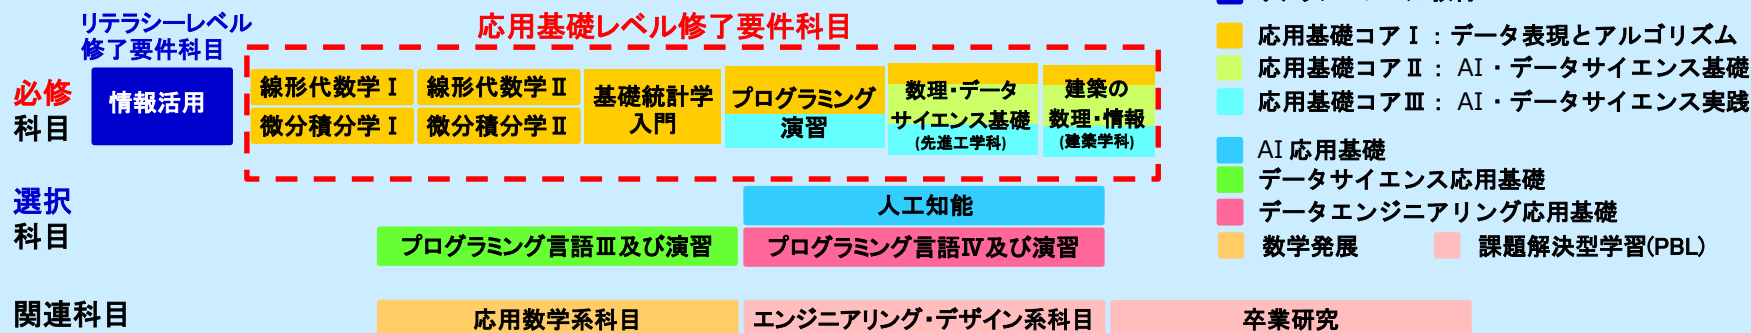 リテラシーレベル
修了要件科目
応用基礎レベル修了要件科目
必修
科目
情報活用
線形代数学Ⅰ
微分積分学Ⅰ
線形代数学Ⅱ
微分積分学Ⅱ
基礎統計学
入門
プログラミング
演習
数理・データ
サイエンス基礎
(先進工学科)
建築の
数理・情報
(建築学科)
選択
科目
人工知能
プログラミング言語Ⅲ及び演習
プログラミング言語Ⅳ及び演習
関連科目
応用数学系科目
エンジニアリング・デザイン系科目
卒業研究
応用基礎コアⅠ：データ表現とアルゴリズム
応用基礎コアⅡ： AI・データサイエンス基礎
応用基礎コアⅢ： AI・データサイエンス実践
AI 応用基礎
データサイエンス応用基礎
データエンジニアリング応用基礎
数学発展
課題解決型学習(PBL)